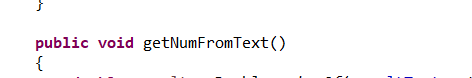 }
public void getNumFromText()
{